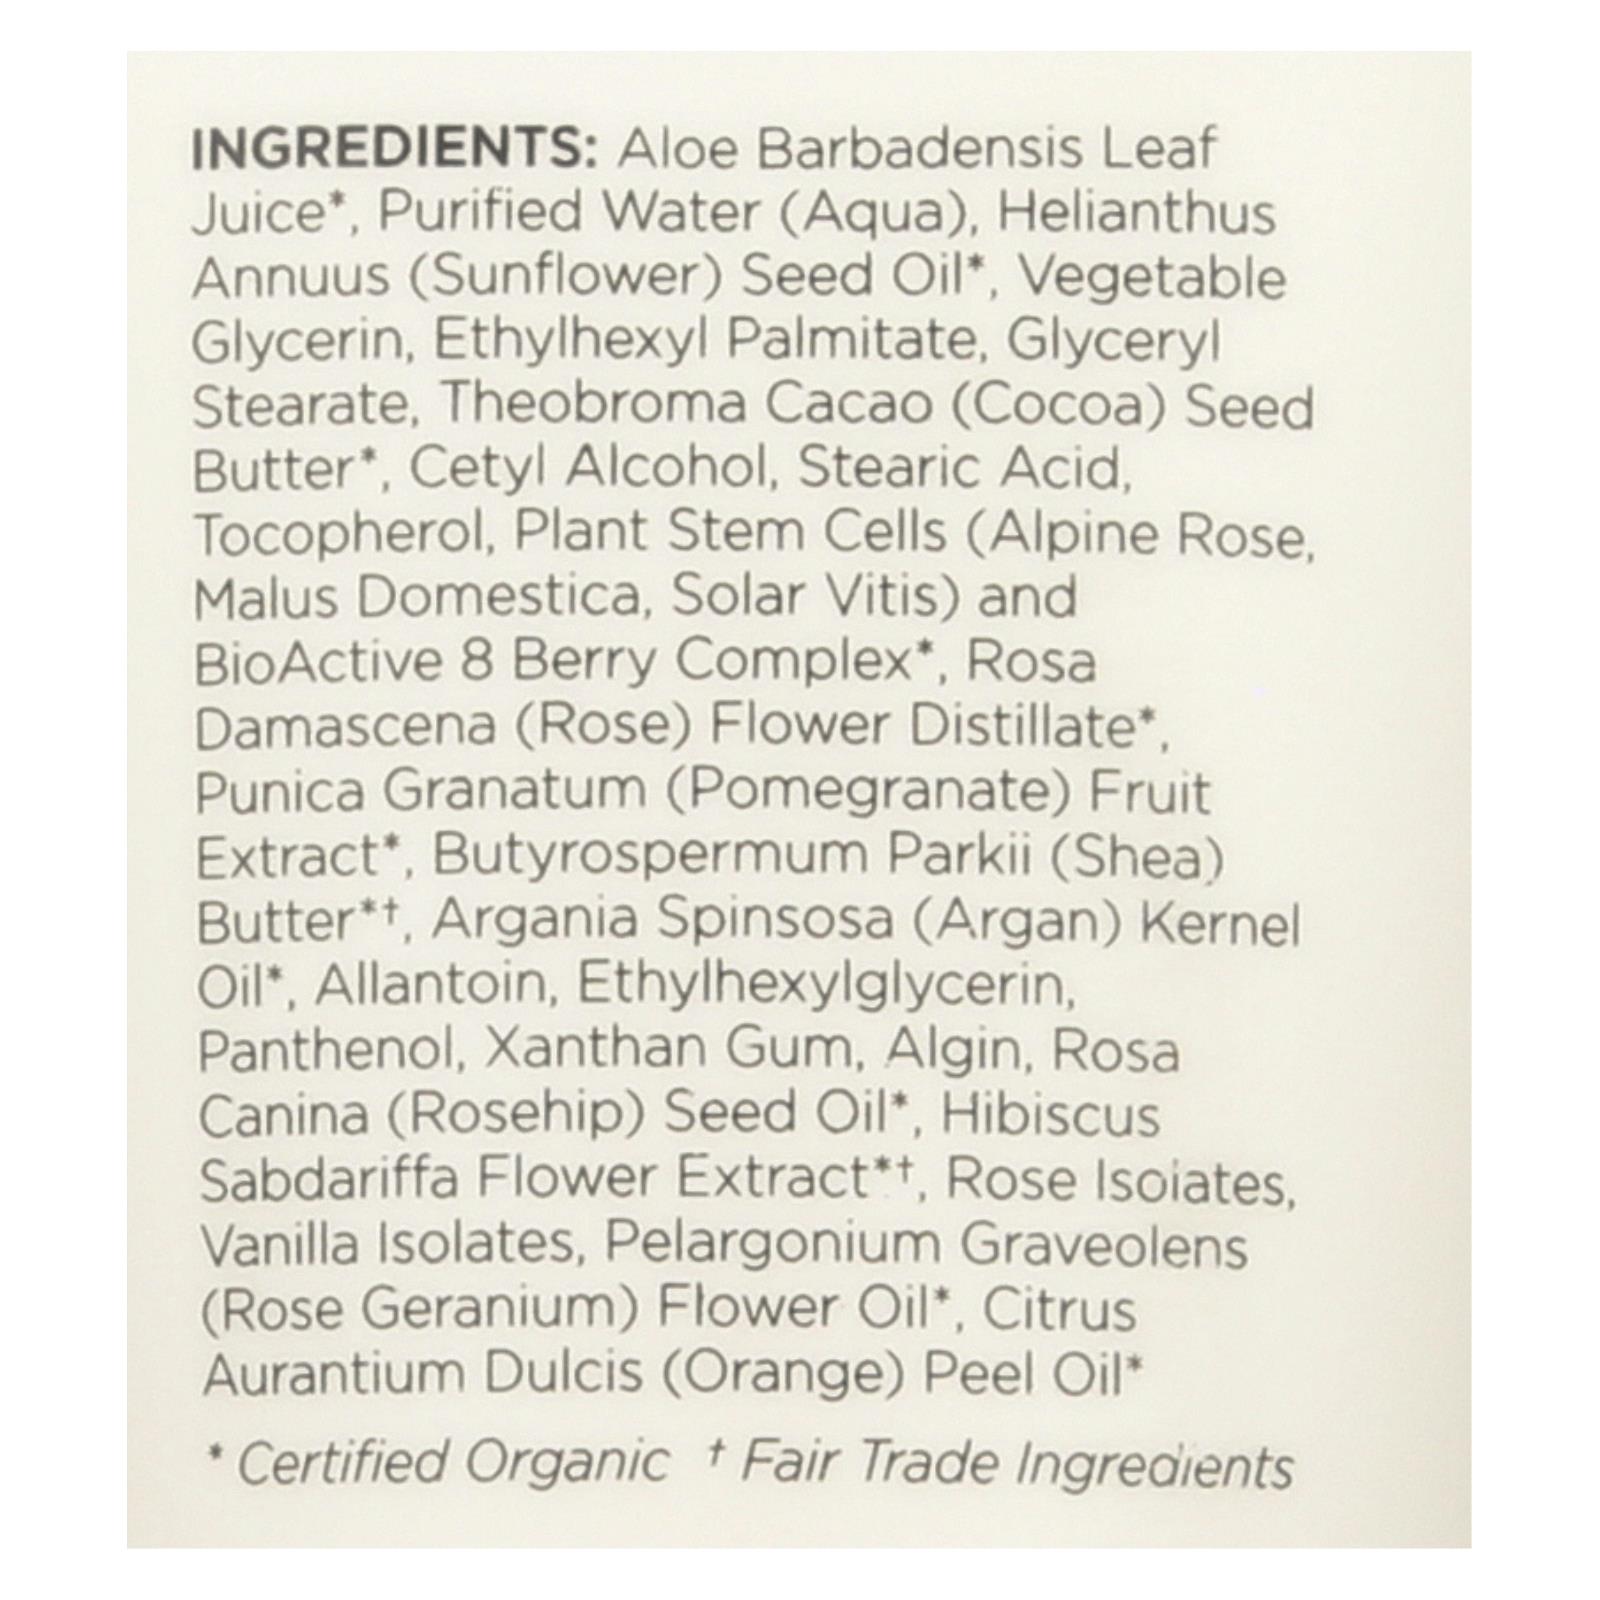 INGREDIENTS: Aloe Barbadensis Leaf
Juice*, Purified Water (Aqua), Helianthus
Annuus (Sunflower) Seed Oil*, Vegetable
Glycerin, Ethylhexyl Palmitate, Glyceryl
Stearate, Theobroma Cacao (Cocoa) Seed
Butter*, Cetyl Alcohol, Stearic Acid,
Tocopherol, Plant Stem Cells (Alpine Rose,
Malus Domestica, Solar Vitis) and
BioActive 8 Berry Complex*, Rosa
Damascena (Rose) Flower Distillate*,
Punica Granatum (Pomegranate) Fruit
Extract*, Butyrospermum Parkii (Shea)
Butter*†, Argania Spinsosa (Argan) Kernel
Oil*, Allantoin, Ethylhexylglycerin,
Panthenol, Xanthan Gum, Algin, Rosa
Canina (Rosehip) Seed Oil*, Hibiscus
Sabdariffa Flower Extract*†, Rose Isolates,
Vanilla Isolates, Pelargonium Graveolens
(Rose Geranium) Flower Oil*, Citrus
Aurantium Dulcis (Orange) Peel Oil*
* Certified Organic † Fair Trade Ingredients